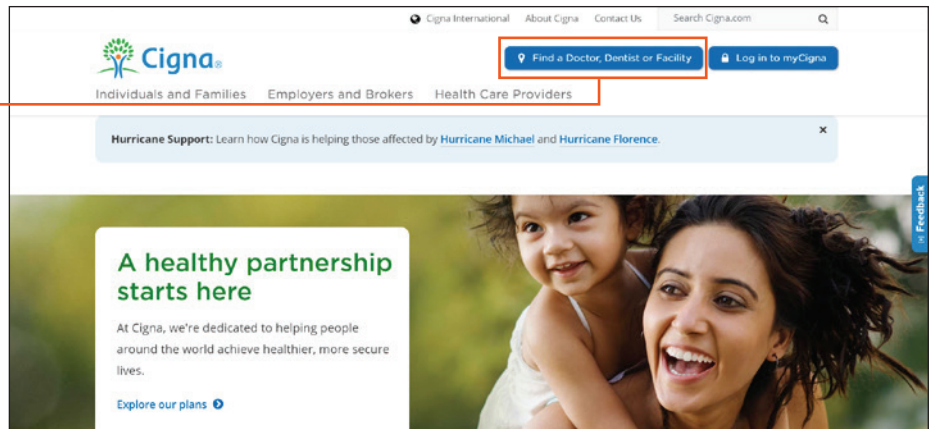 Cigna International About Cigna Contact Us Search Cigna.com
Cigna®
Find a Doctor, Dentist or Facility
Log in to myCigna
Individuals and Families Employers and Brokers Health Care Providers
Hurricane Support: Learn how Cigna is helping those affected by Hurricane Michael and Hurricane Florence. ×
Feedback
A healthy partnership
starts here
At Cigna, we're dedicated to helping people
around the world achieve healthier, more secure
lives.
Explore our plans